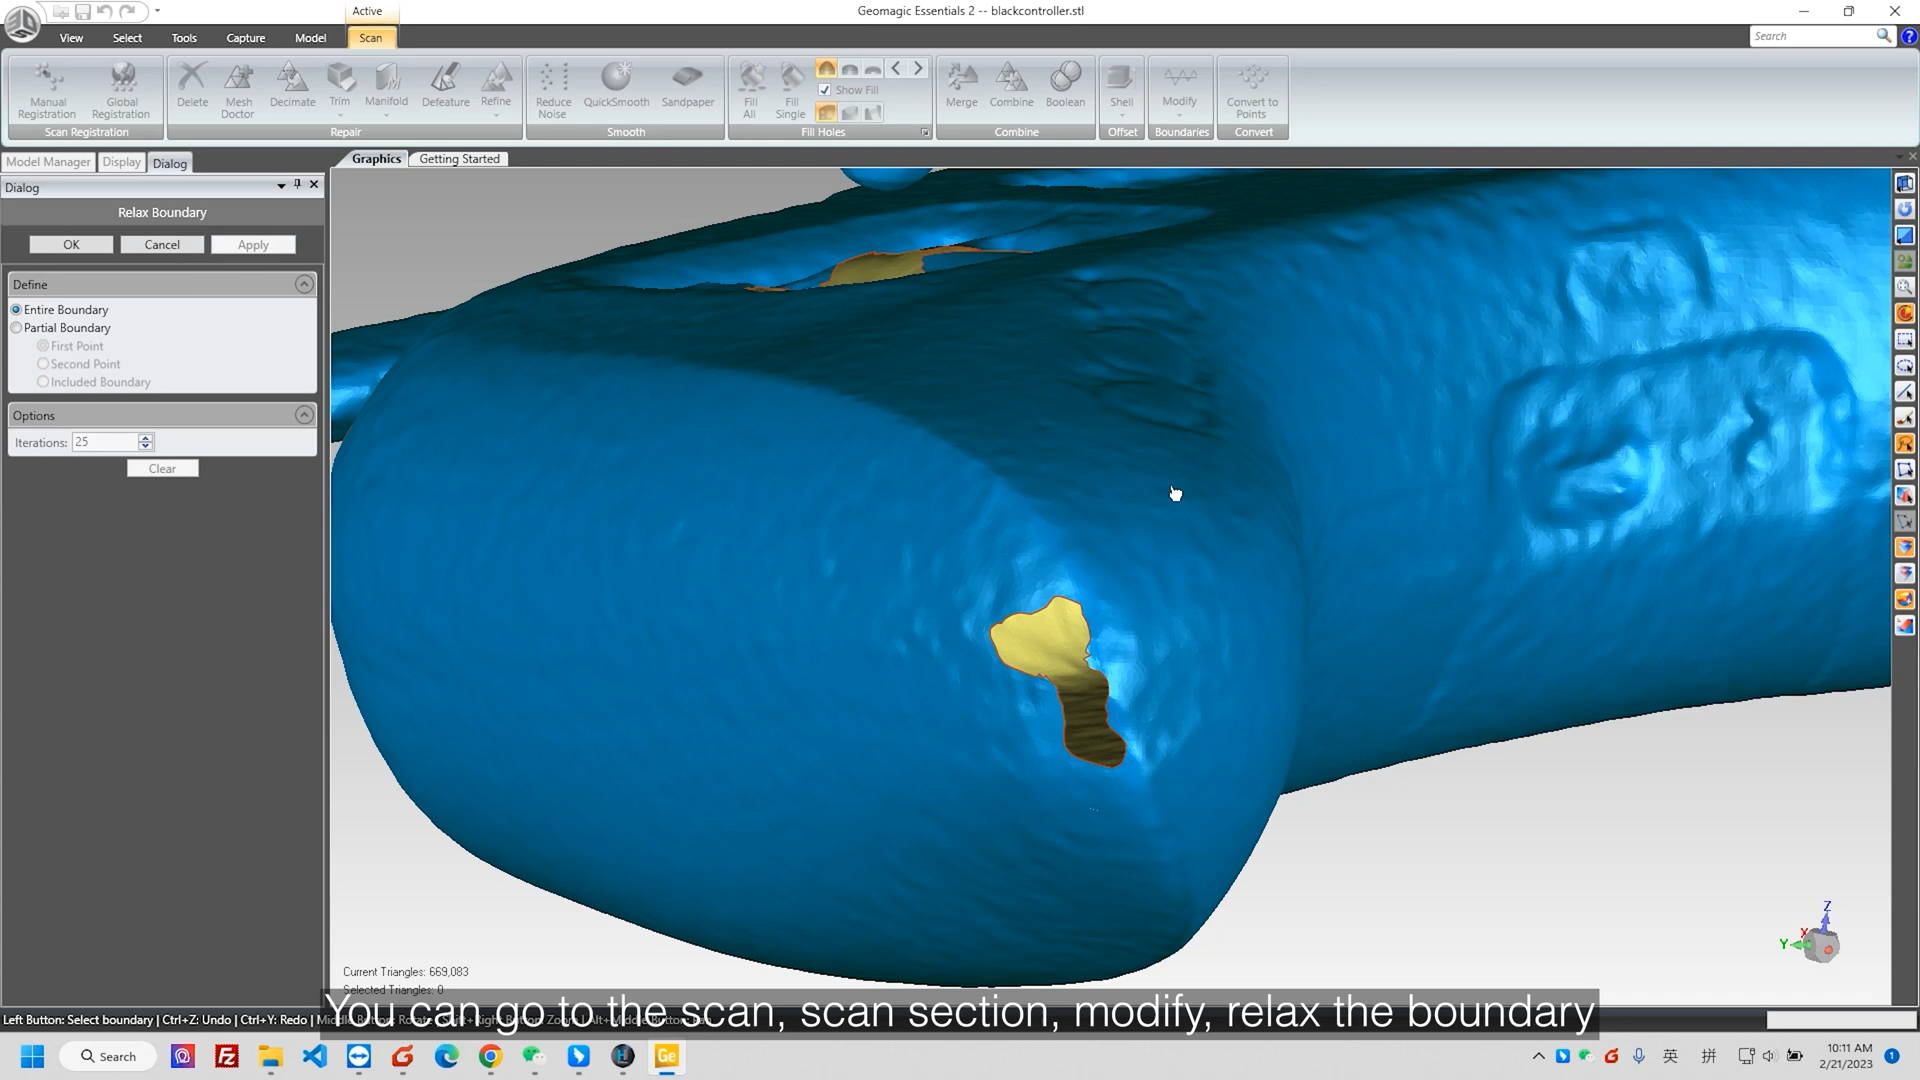 Active
Geomagic Essentials 2 -- blackcontroller.stl
View Select Tools Capture Model Scan
Search
Manual Registration
Global Registration
Scan Registration
Delete
Mesh Doctor
Decimate
Trim
Manifold
Defeature
Refine
Repair
Reduce Noise
QuickSmooth
Sandpaper
Smooth
Fill All
Fill Single
Show Fill
Fill Holes
Merge
Combine
Boolean
Combine
Shell
Offset
Modify
Boundaries
Convert to Points
Convert
Model Manager Display Dialog
Graphics Getting Started
Dialog
Relax Boundary
OK Cancel Apply
Define
Entire Boundary
Partial Boundary
First Point
Second Point
Included Boundary
Options
Iterations: 25
Clear
Z
X
Y
Current Triangles: 669,083
Selected Triangles: 0
You can go to the scan, scan section, modify, relax the boundary
Left Button: Select boundary | Ctrl+Z: Undo | Ctrl+Y: Redo |
Search
Ge
英 拼
10:11 AM
2/21/2023
1